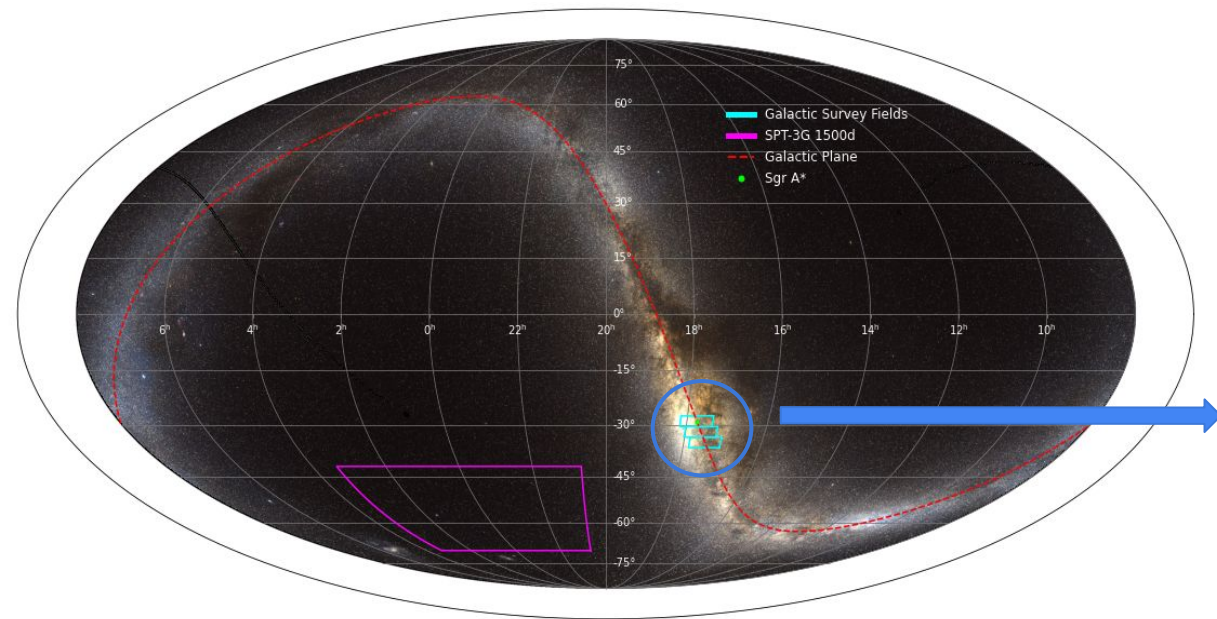 75°
60°
Galactic Survey Fields
SPT-3G 1500d
45°
Galactic Plane
Sgr A*
30°
15°
0°
6h 4h 2h 0h 22h 20h 18h 16h 14h 12h 10h
-15°
-30°
-45°
-60°
-75°